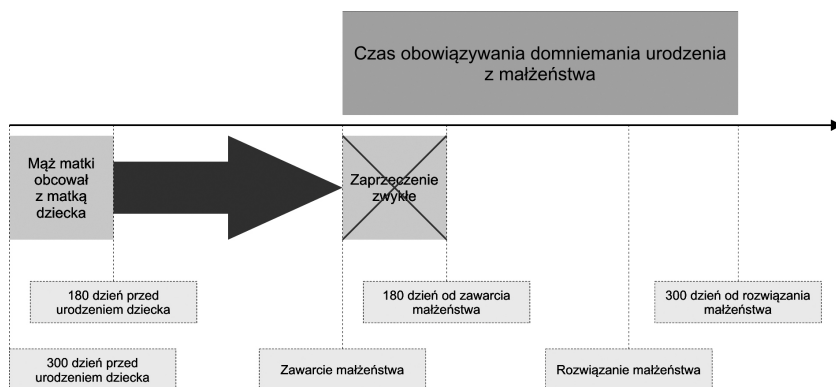 Czas obowiązywania domniemania urodzenia
z małżeństwa
Mąż matki
obcował
z matką
dziecka
Zaprzeczenie
zwykłe
180 dzień przed
urodzeniem dziecka
180 dzień od zawarcia
małżeństwa
300 dzień od rozwiązania
małżeństwa
300 dzień przed
urodzeniem dziecka
Zawarcie małżeństwa
Rozwiązanie małżeństwa